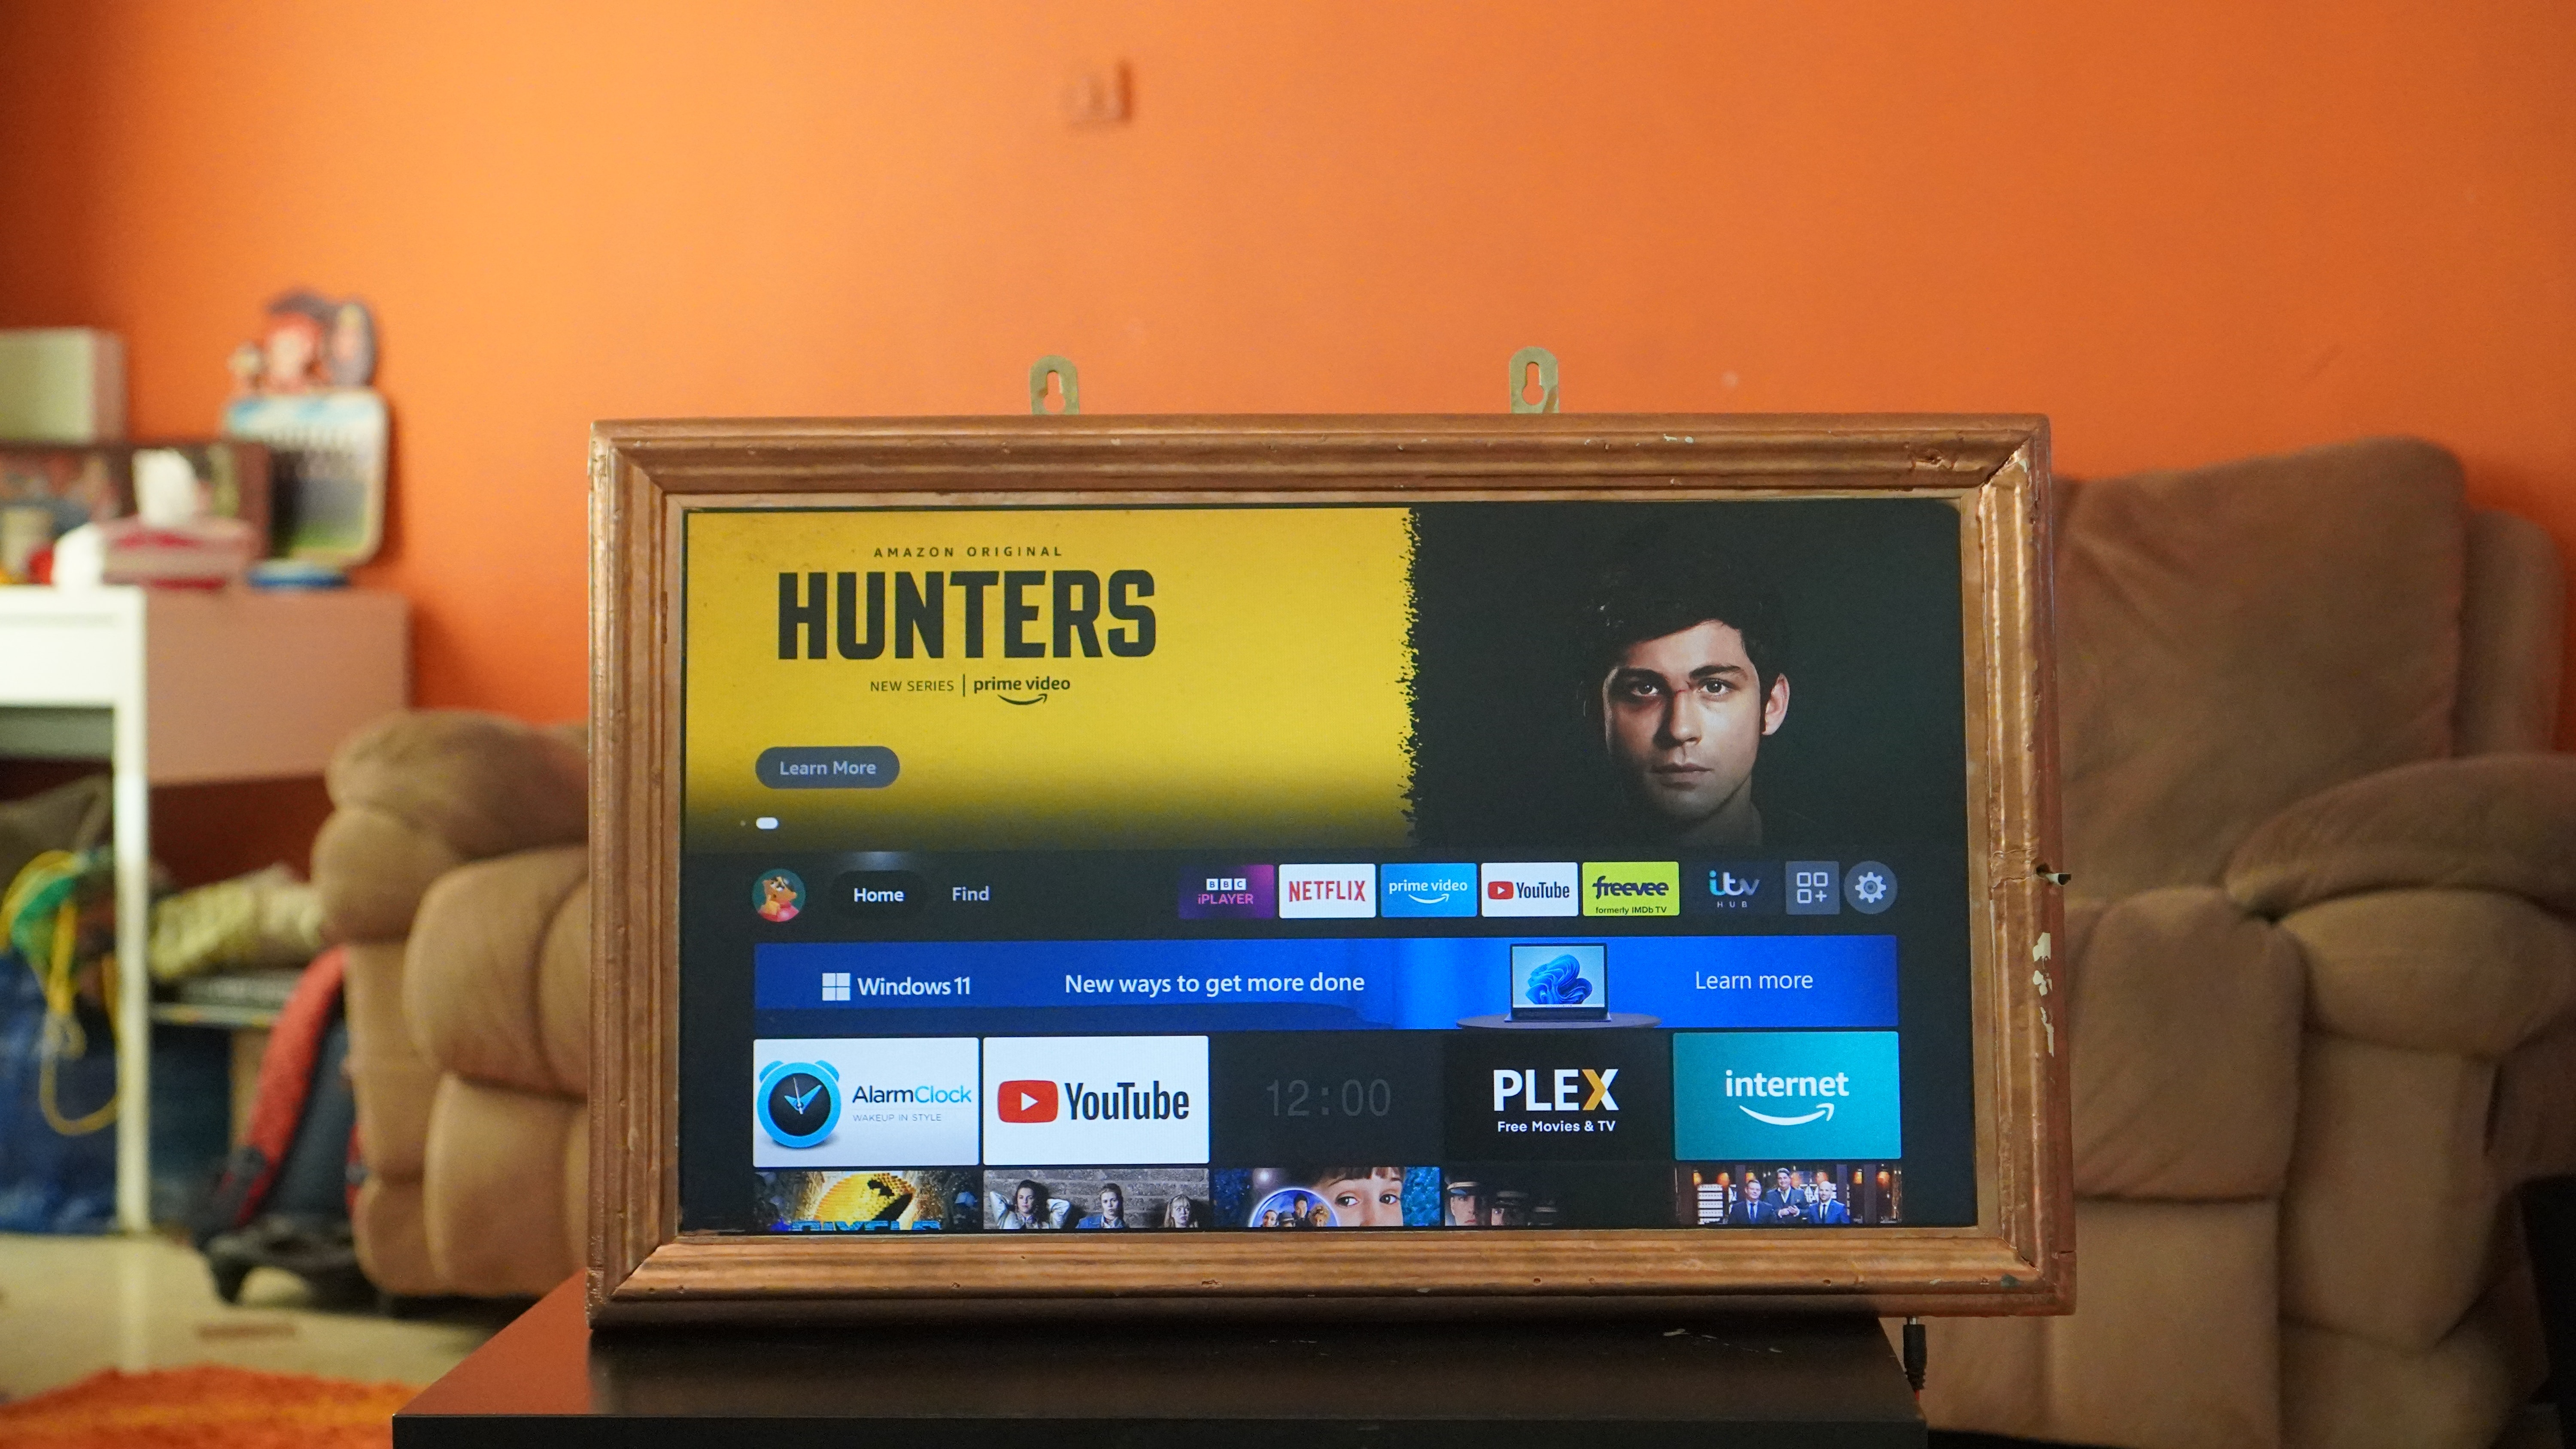 AMAZON ORIGINAL
HUNTERS
NEW SERIES | prime video
Learn More
Home
Find
BBC
iPLAYER
NETFLIX
prime video
YouTube
freevee
formerly IMDb TV
itv
HUB
Windows 11
New ways to get more done
Learn more
AlarmClock
WAKEUP IN STYLE
YouTube
12:00
PLEX
Free Movies & TV
internet